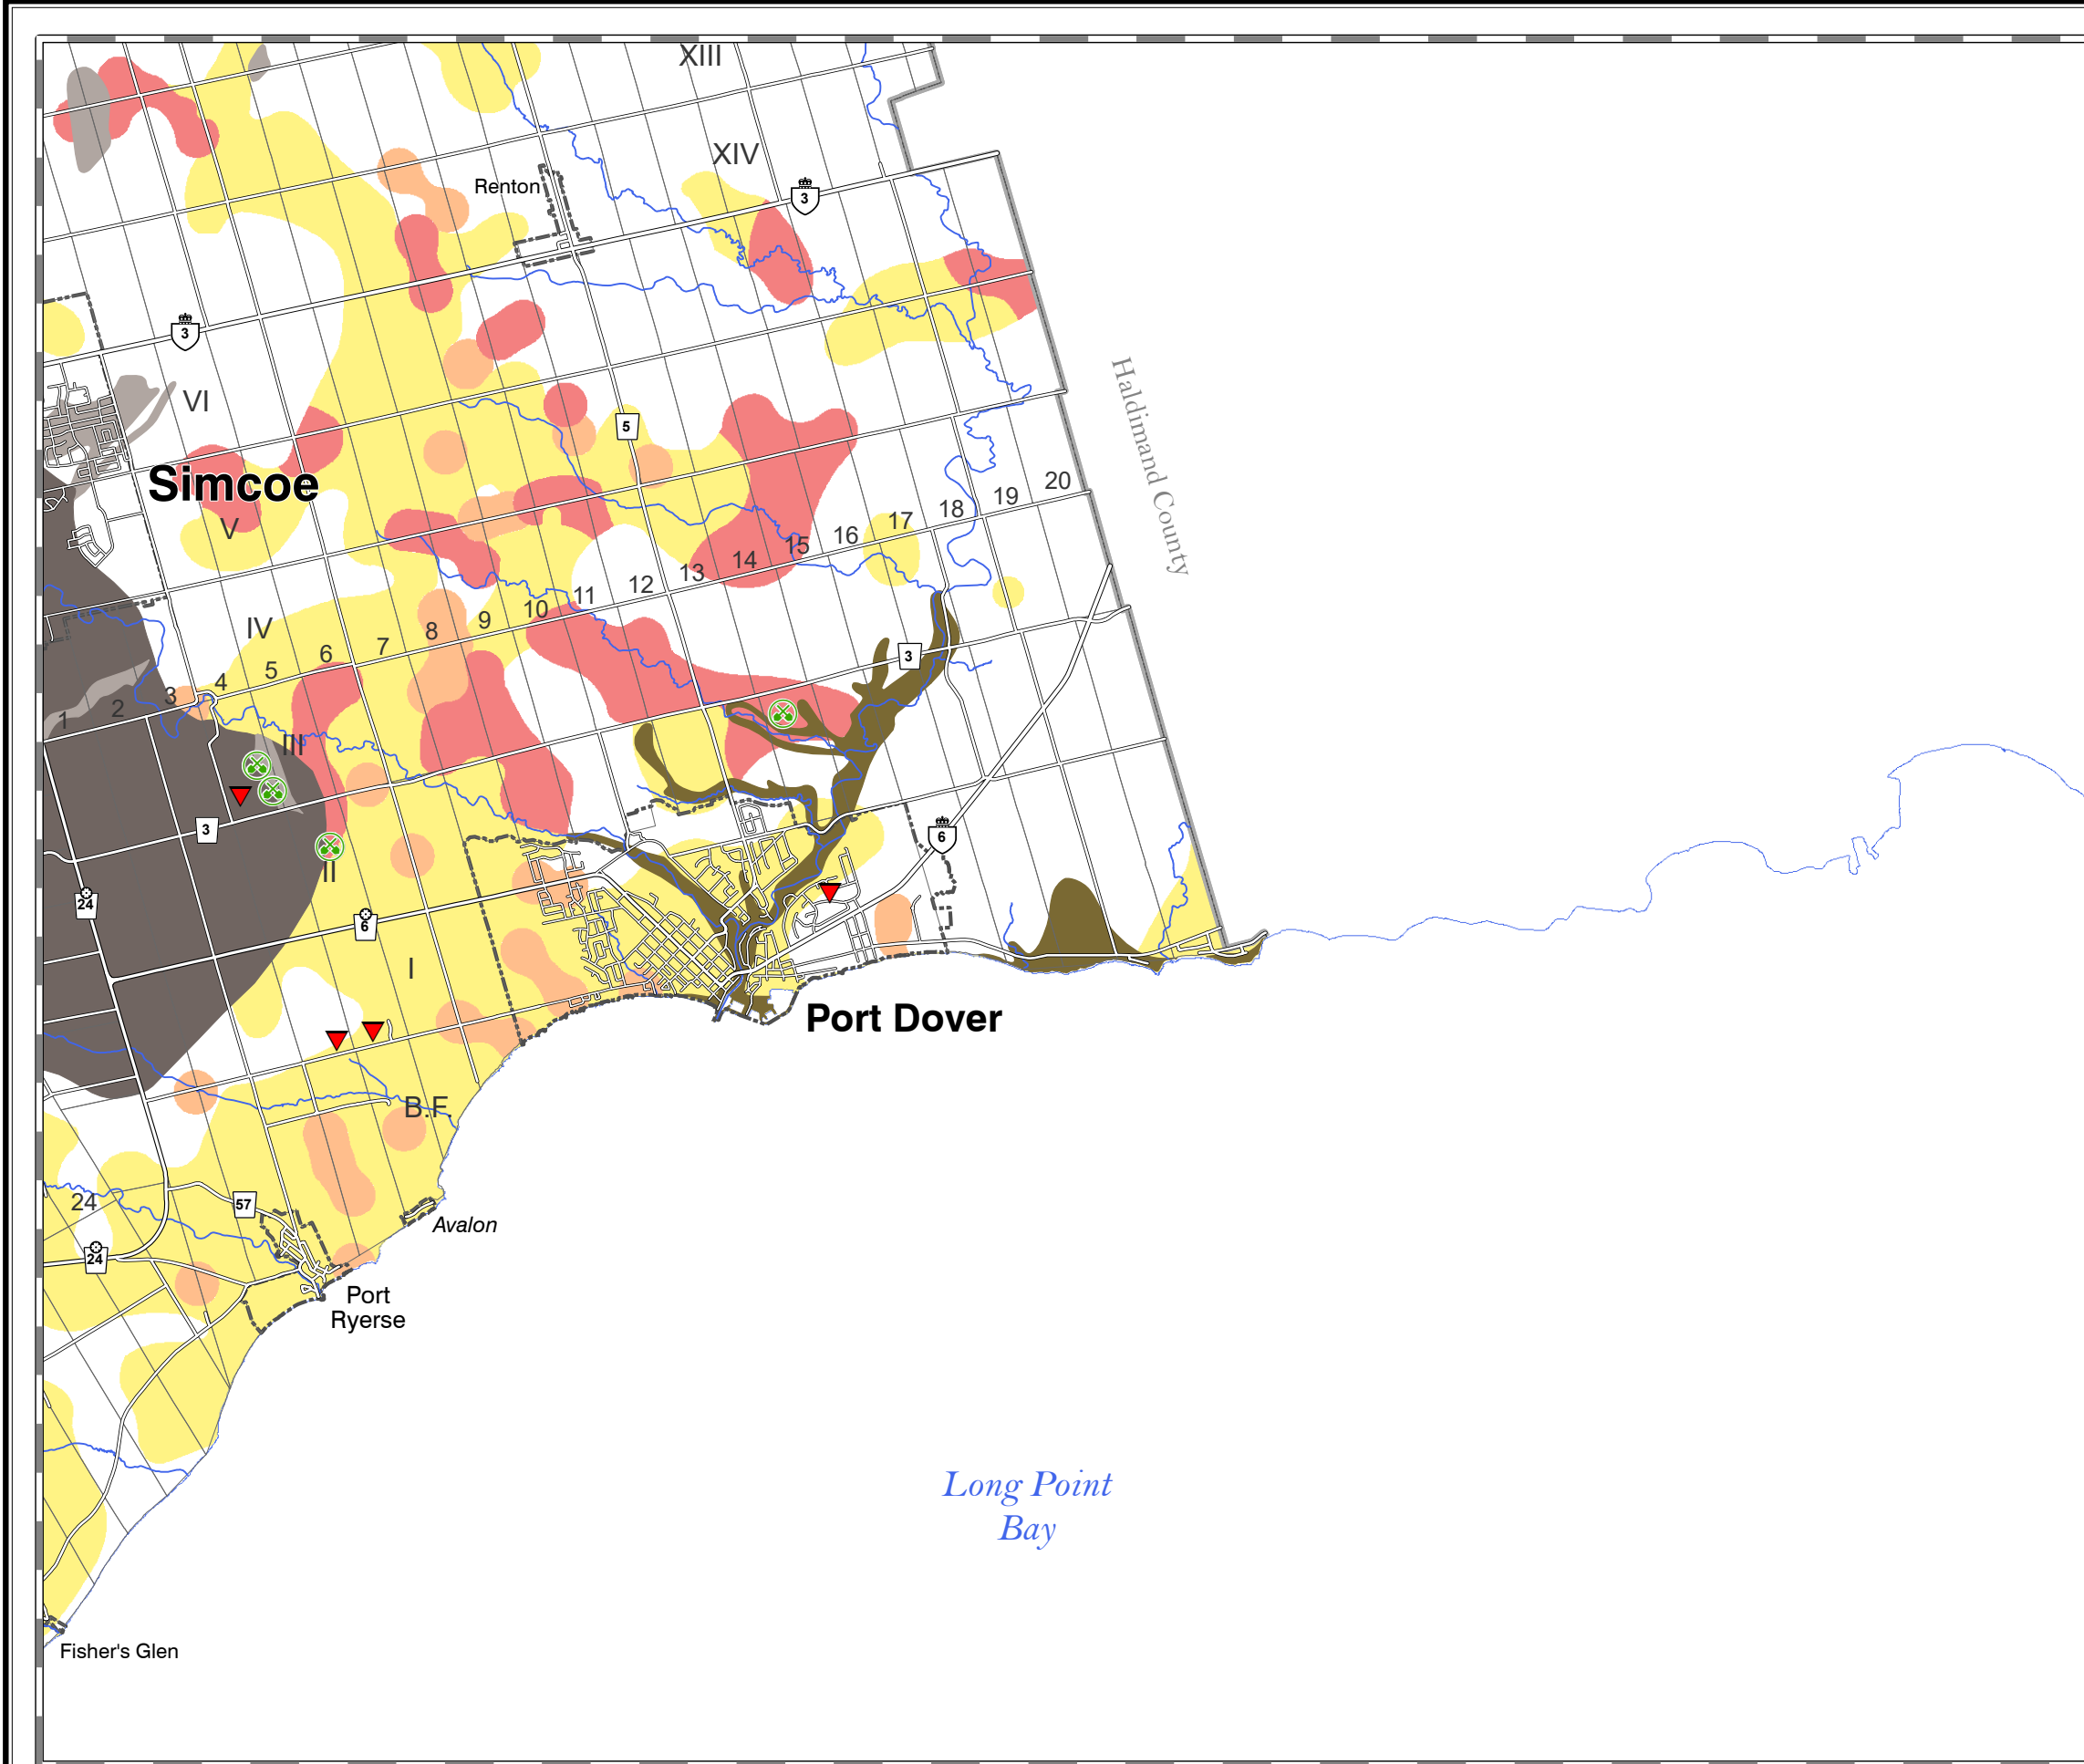 XIII
XIV
Renton
3
3
VI
5
Haldimand County
Simcoe
V
20
19
18
17
16
15
14
13
12
11
10
9
8
7
6
5
4
3
2
1
IV
3
III
3
II
6
24
6
I
Port Dover
B.F.
24
57
Avalon
24
Port
Ryerse
Long Point
Bay
Fisher's Glen